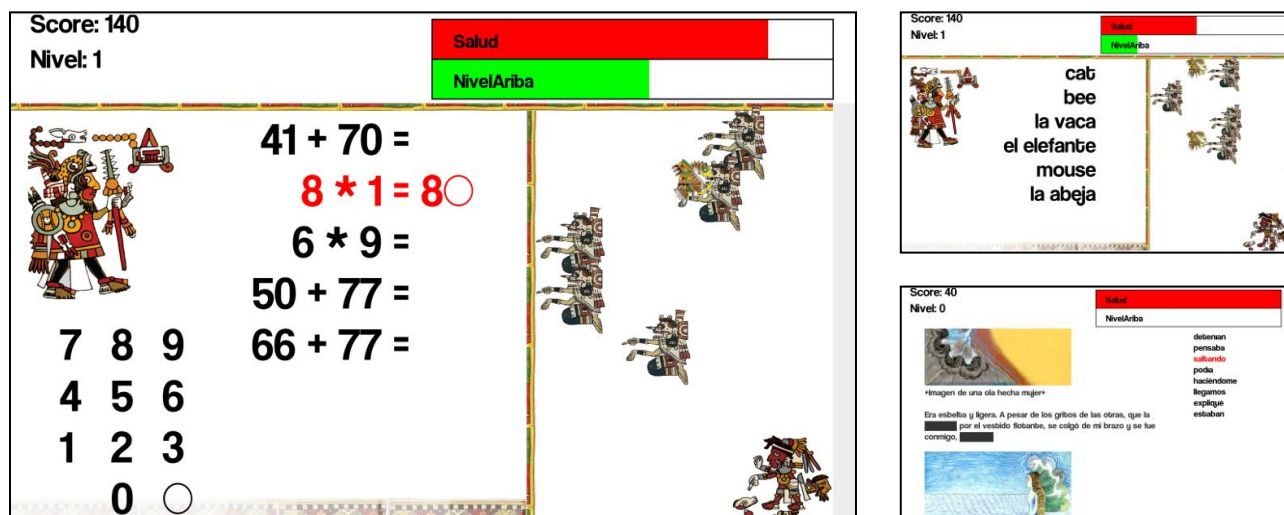 Score: 140
Nivel: 1
Salud
NivelAriba
41 + 70 =
8 * 1 = 8
6 * 9 =
50 + 77 =
66 + 77 =
7 8 9
4 5 6
1 2 3
0
Score: 140
Nivel: 1
Salud
NivelAriba
cat
bee
la vaca
el elefante
mouse
la abeja
Score: 40
Nivel: 0
Salud
NivelAriba
*Imagen de una ola hecha mujer*
Era esbelta y ligera. A pesar de los gritos de las otras, que la
por el vestido flotante, se colgó de mi brazo y se fue
conmigo,
detenían
pensaba
saltando
podía
haciéndome
llegamos
expliqué
estaban